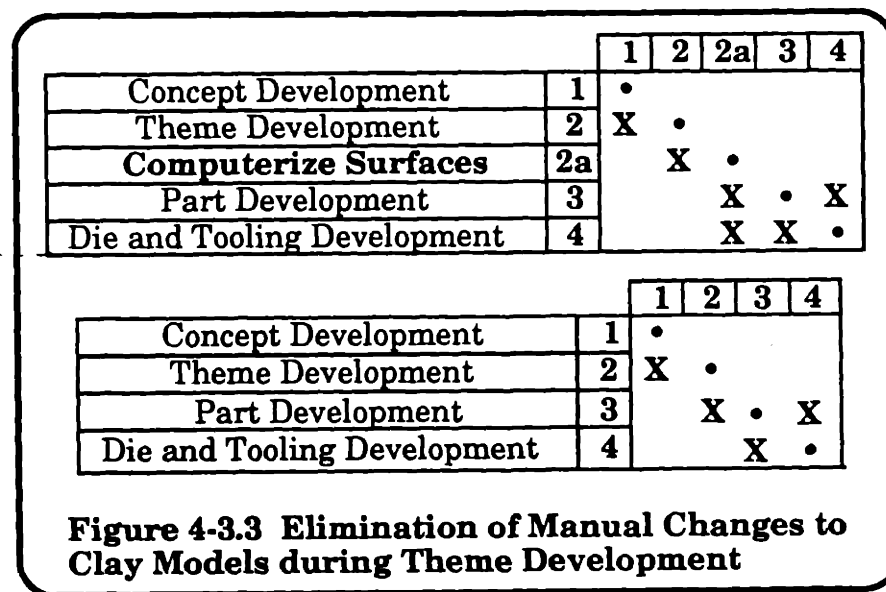 1 2 2a 3 4
Concept Development 1 •
Theme Development 2 X •
Computerize Surfaces 2a X •
Part Development 3 X • X
Die and Tooling Development 4 X X •
1 2 3 4
Concept Development 1 •
Theme Development 2 X •
Part Development 3 X • X
Die and Tooling Development 4 X •
Figure 4-3.3 Elimination of Manual Changes to
Clay Models during Theme Development